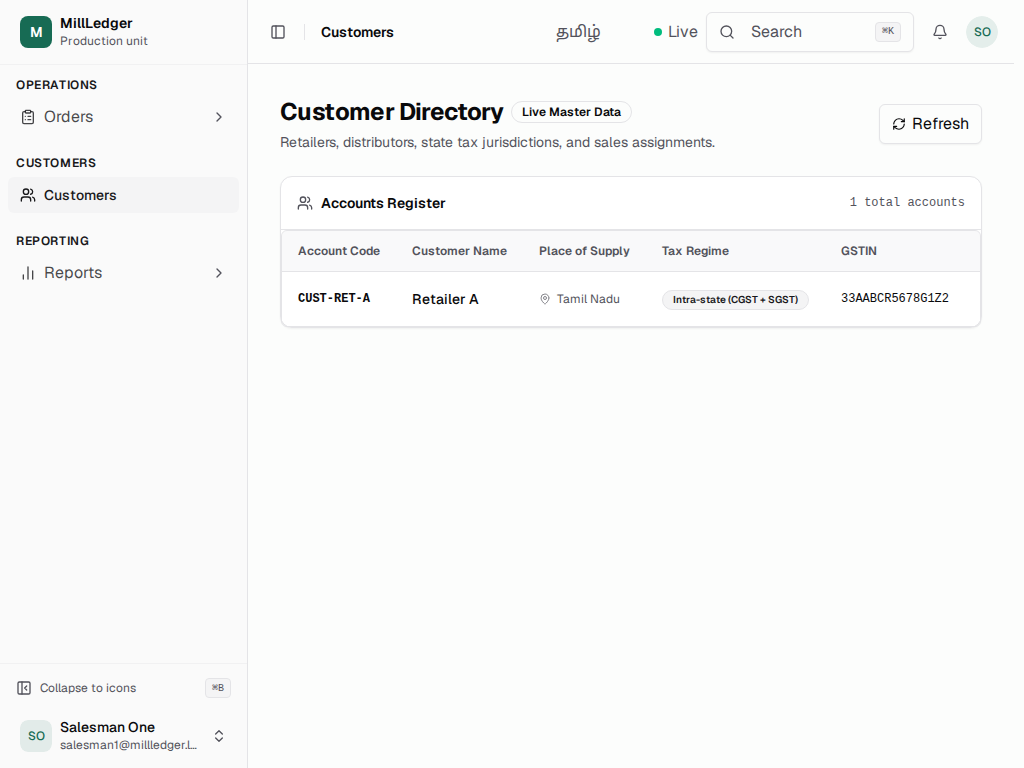 M
MillLedger
Production unit
OPERATIONS
Orders
CUSTOMERS
Customers
REPORTING
Reports
Collapse to icons ⌘B
SO
Salesman One
salesman1@millledger.l...
Customers
தமிழ்
Live
Search ⌘K
SO
Customer Directory
Live Master Data
Retailers, distributors, state tax jurisdictions, and sales assignments.
Refresh
Accounts Register
1 total accounts
Account Code Customer Name Place of Supply Tax Regime GSTIN
CUST-RET-A Retailer A Tamil Nadu Intra-state (CGST + SGST) 33AABCR5678G1Z2